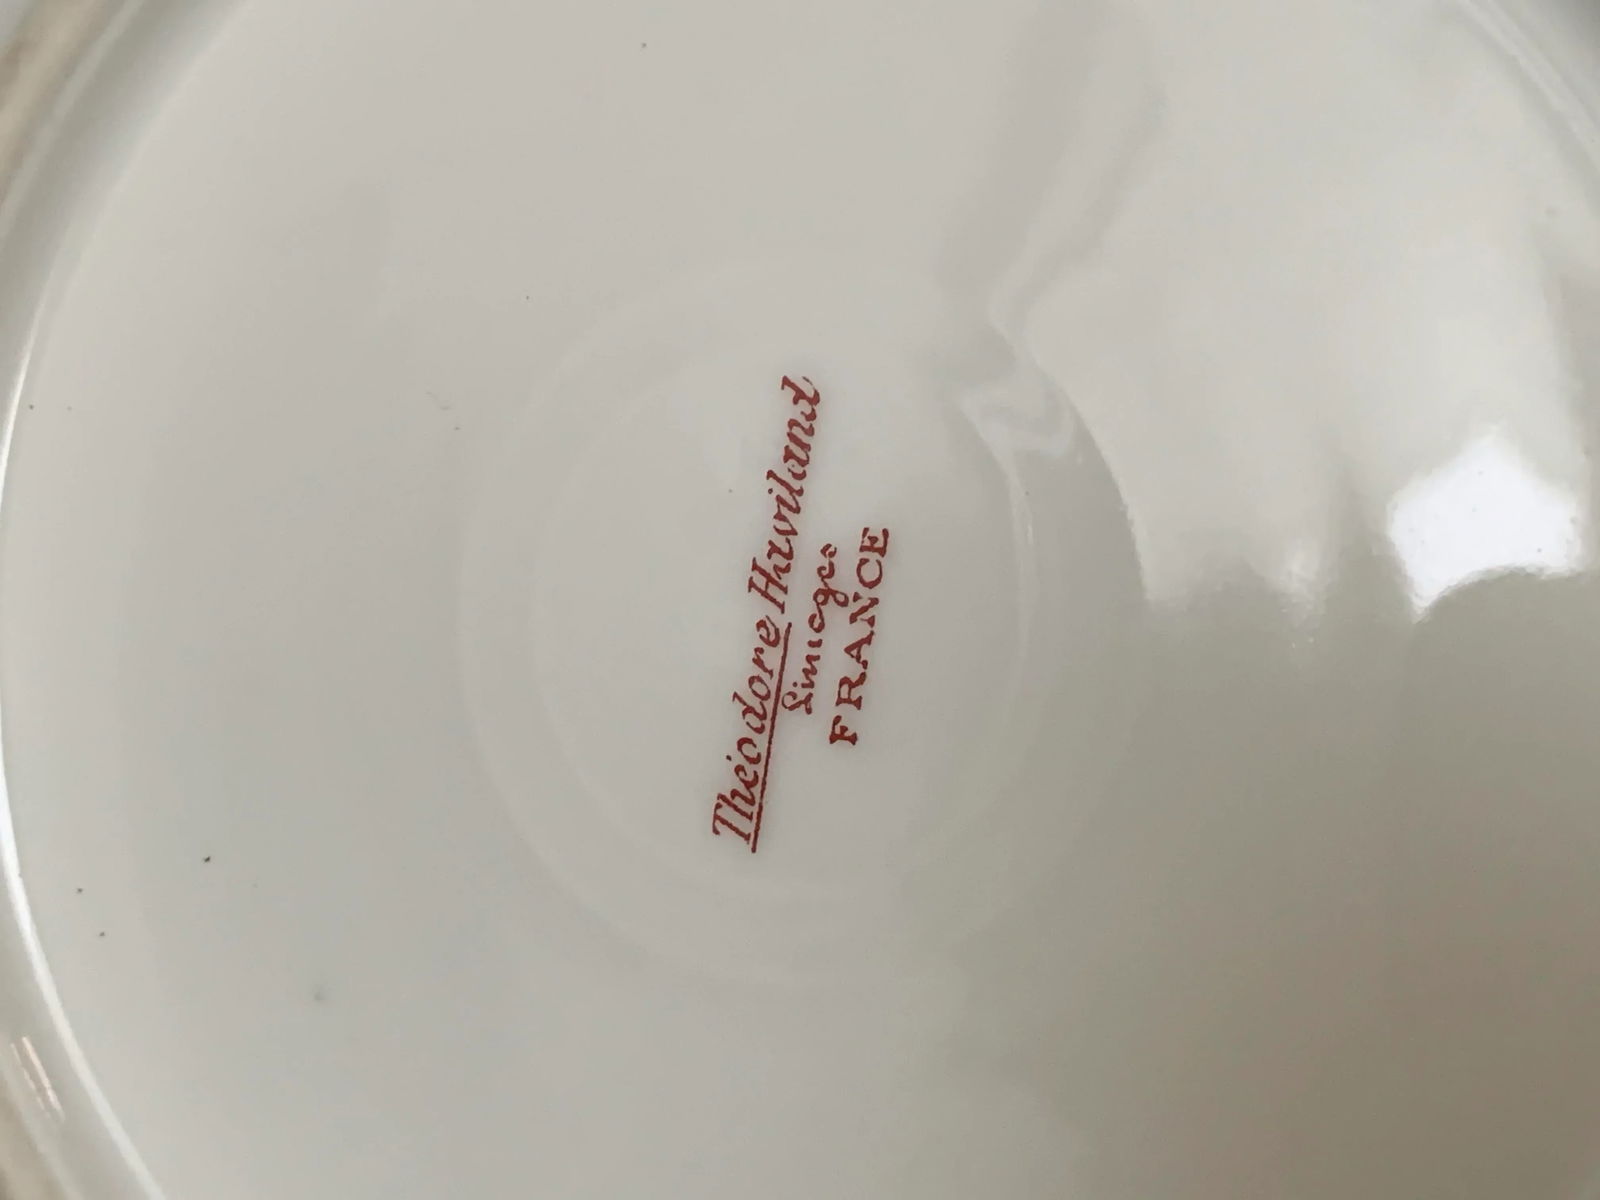 Théodore Haviland
Limoges
FRANCE